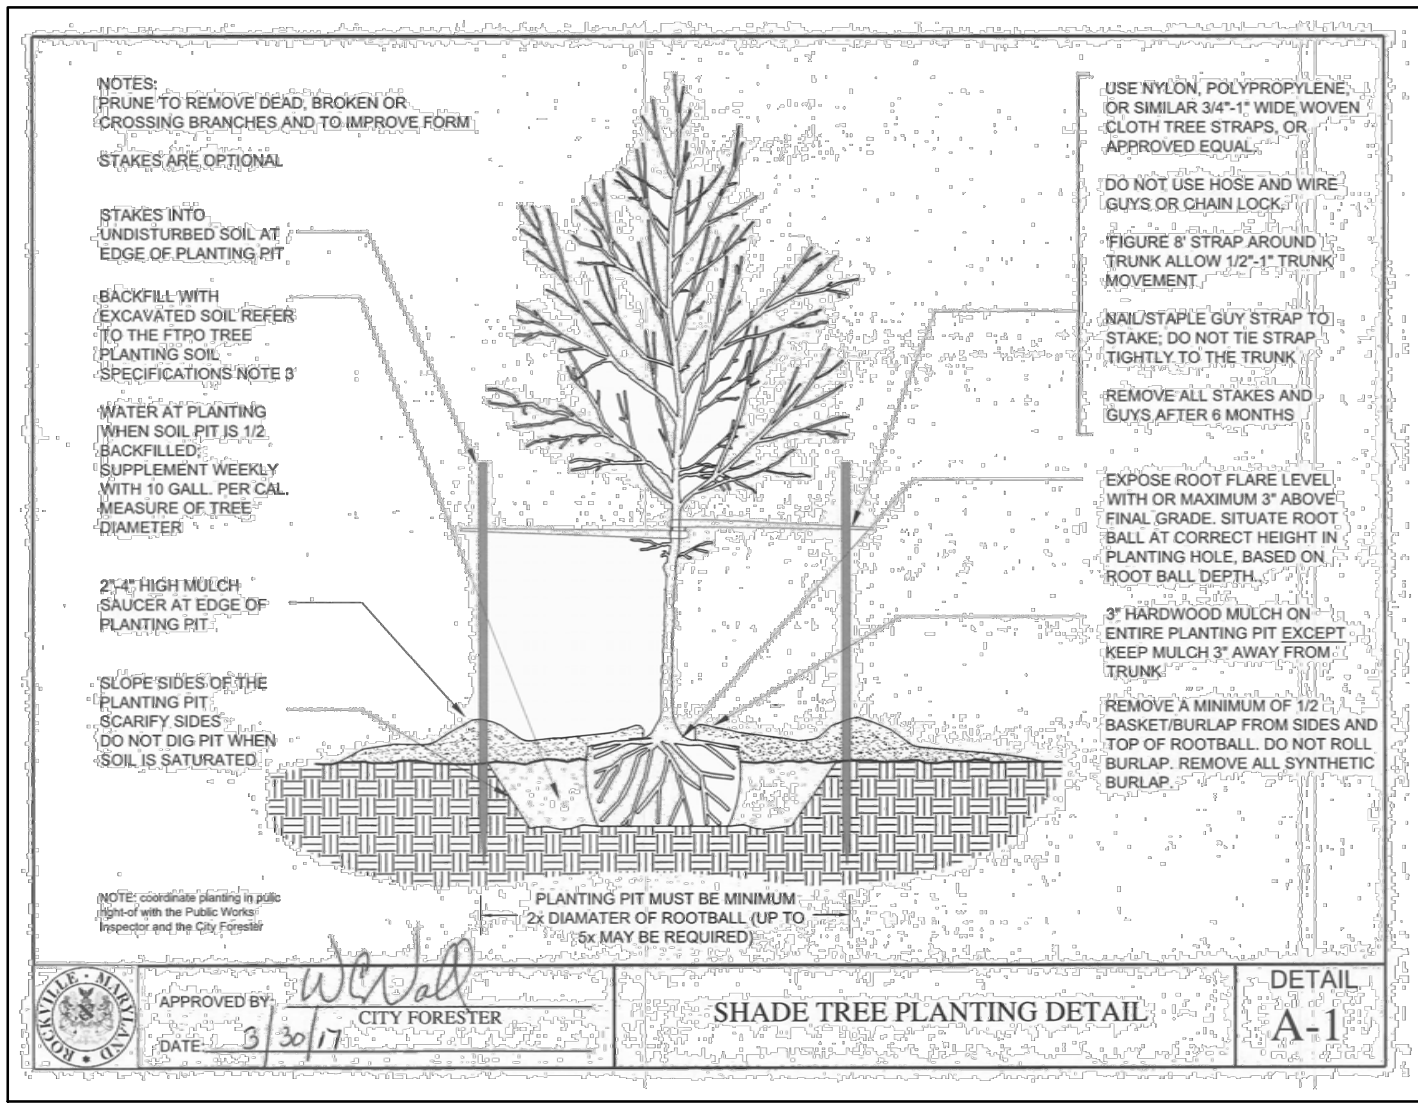 NOTES:
PRUNE TO REMOVE DEAD, BROKEN OR
CROSSING BRANCHES AND TO IMPROVE FORM
STAKES ARE OPTIONAL
STAKES INTO
UNDISTURBED SOIL AT
EDGE OF PLANTING PIT
BACKFILL WITH
EXCAVATED SOIL REFER
TO THE FTPO TREE
PLANTING SOIL
SPECIFICATIONS NOTE 3
WATER AT PLANTING
WHEN SOIL PIT IS 1/2
BACKFILLED;
SUPPLEMENT WEEKLY
WITH 10 GALL. PER CAL.
MEASURE OF TREE
DIAMETER
2"-4" HIGH MULCH
SAUCER AT EDGE OF
PLANTING PIT
SLOPE SIDES OF THE
PLANTING PIT
SCARIFY SIDES
DO NOT DIG PIT WHEN
SOIL IS SATURATED
USE NYLON, POLYPROPYLENE,
OR SIMILAR 3/4"-1" WIDE WOVEN
CLOTH TREE STRAPS, OR
APPROVED EQUAL.
DO NOT USE HOSE AND WIRE
GUYS OR CHAIN LOCK.
'FIGURE 8' STRAP AROUND
TRUNK ALLOW 1/2"-1" TRUNK
MOVEMENT
NAIL/STAPLE GUY STRAP TO
STAKE; DO NOT TIE STRAP
TIGHTLY TO THE TRUNK
REMOVE ALL STAKES AND
GUYS AFTER 6 MONTHS
EXPOSE ROOT FLARE LEVEL
WITH OR MAXIMUM 3" ABOVE
FINAL GRADE. SITUATE ROOT
BALL AT CORRECT HEIGHT IN
PLANTING HOLE, BASED ON
ROOT BALL DEPTH.
3" HARDWOOD MULCH ON
ENTIRE PLANTING PIT EXCEPT
KEEP MULCH 3" AWAY FROM
TRUNK
REMOVE A MINIMUM OF 1/2
BASKET/BURLAP FROM SIDES AND
TOP OF ROOTBALL. DO NOT ROLL
BURLAP. REMOVE ALL SYNTHETIC
BURLAP.
NOTE: coordinate planting in pulic
right-of with the Public Works
Inspector and the City Forester
PLANTING PIT MUST BE MINIMUM
2x DIAMATER OF ROOTBALL (UP TO
5x MAY BE REQUIRED)
ROCKVILLE · MARYLAND
APPROVED BY: WCWall
CITY FORESTER
DATE: 3/30/17
SHADE TREE PLANTING DETAIL
DETAIL
A-1